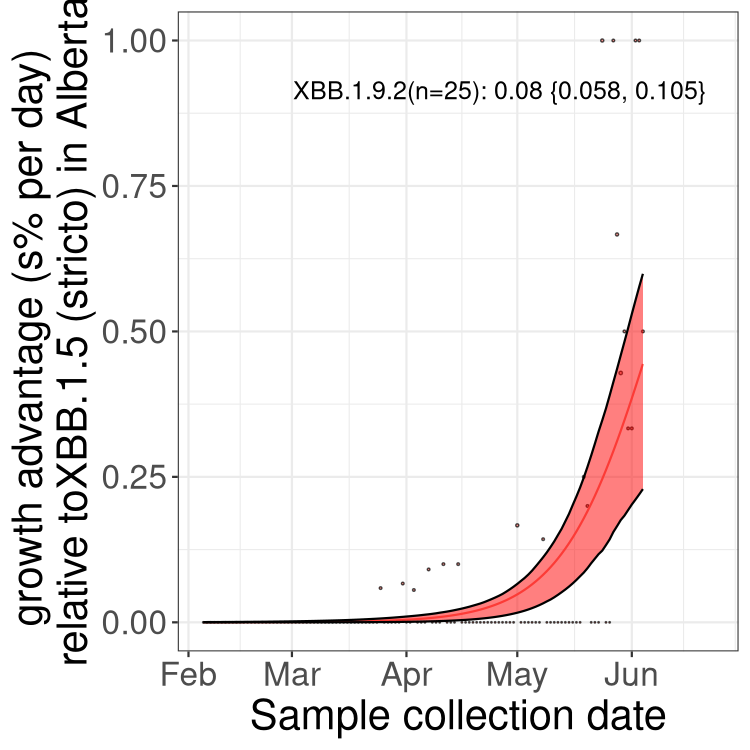 growth advantage (s% per day)
relative toXBB.1.5 (stricto) in Alberta
1.00
0.75
0.50
0.25
0.00
XBB.1.9.2(n=25): 0.08 {0.058, 0.105}
Feb Mar Apr May Jun
Sample collection date